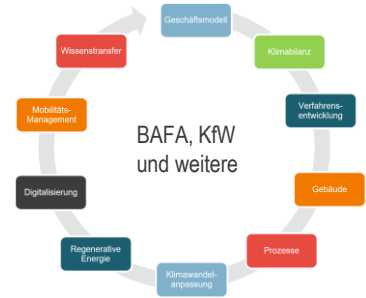 Geschäftsmodell
Klimabilanz
Verfahrens-
entwicklung
Gebäude
Prozesse
Klimawandel-
anpassung
Regenerative
Energie
Digitalisierung
Mobilitäts-
Management
Wissenstransfer
BAFA, KfW
und weitere